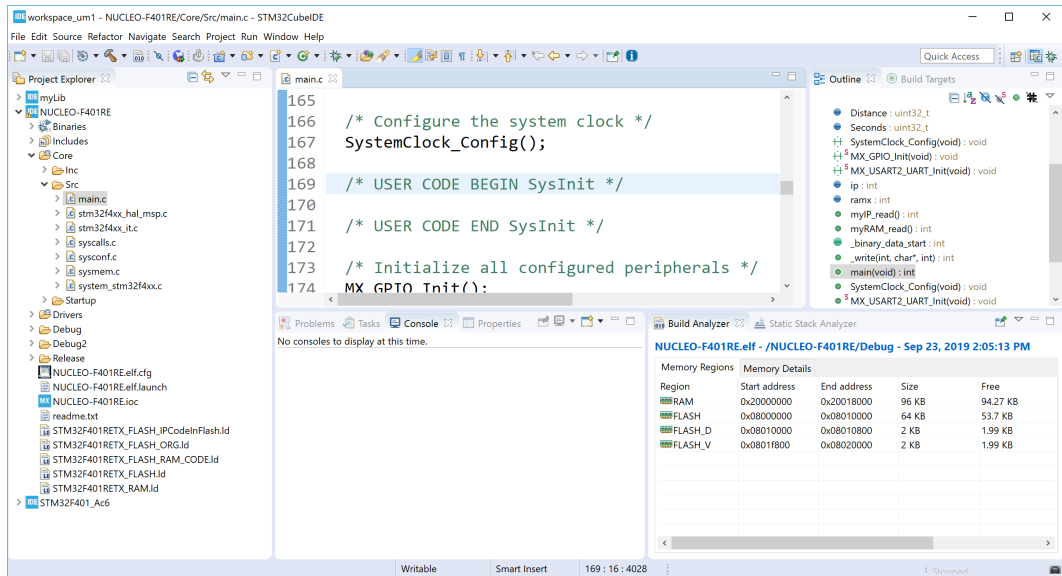 IDE workspace_um1 - NUCLEO-F401RE/Core/Src/main.c - STM32CubeIDE
File Edit Source Refactor Navigate Search Project Run Window Help
Quick Access
Project Explorer
myLib
NUCLEO-F401RE
Binaries
Includes
Core
Inc
Src
main.c
stm32f4xx_hal_msp.c
stm32f4xx_it.c
syscalls.c
sysconf.c
sysmem.c
system_stm32f4xx.c
Startup
Drivers
Debug
Debug2
Release
NUCLEO-F401RE.elf.cfg
NUCLEO-F401RE.elf.launch
NUCLEO-F401RE.ioc
readme.txt
STM32F401RETX_FLASH_IPCodeInFlash.ld
STM32F401RETX_FLASH_ORG.ld
STM32F401RETX_FLASH_RAM_CODE.ld
STM32F401RETX_FLASH.ld
STM32F401RETX_RAM.ld
STM32F401_Ac6
main.c
165
166 /* Configure the system clock */
167 SystemClock_Config();
168
169 /* USER CODE BEGIN SysInit */
170
171 /* USER CODE END SysInit */
172
173 /* Initialize all configured peripherals */
174 MX_GPIO_Init();
Outline Build Targets
Distance : uint32_t
Seconds : uint32_t
SystemClock_Config(void) : void
MX_GPIO_Init(void) : void
MX_USART2_UART_Init(void) : void
ip : int
ramx : int
myIP_read() : int
myRAM_read() : int
_binary_data_start : int
_write(int, char*, int) : int
main(void) : int
SystemClock_Config(void) : void
MX_USART2_UART_Init(void) : void
Problems Tasks Console Properties
No consoles to display at this time.
Build Analyzer Static Stack Analyzer
NUCLEO-F401RE.elf - /NUCLEO-F401RE/Debug - Sep 23, 2019 2:05:13 PM
Memory Regions Memory Details
Region Start address End address Size Free
RAM 0x20000000 0x20018000 96 KB 94.27 KB
FLASH 0x08000000 0x08010000 64 KB 53.7 KB
FLASH_D 0x08010000 0x08010800 2 KB 1.99 KB
FLASH_V 0x0801f800 0x08020000 2 KB 1.99 KB
Writable Smart Insert 169 : 16 : 4028 Stopped